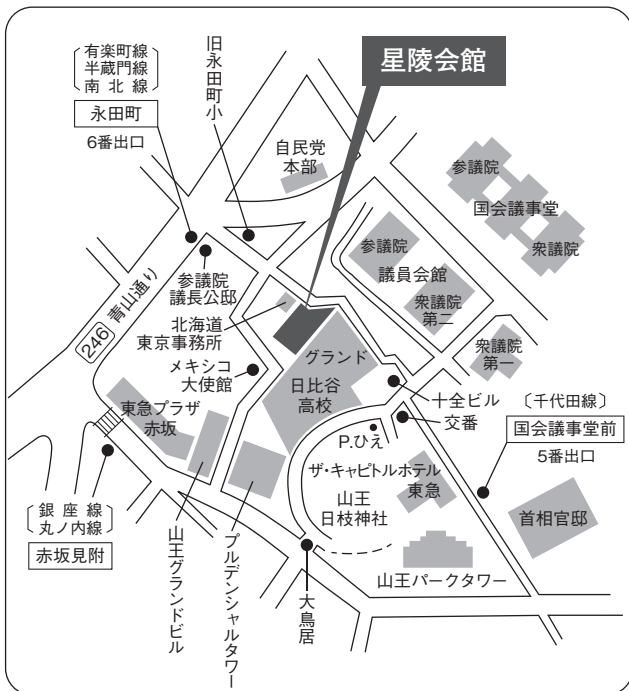 星陵会館
有楽町線
半蔵門線
南北線
永田町
6番出口
旧永田町小
自民党
本部
参議院
国会議事堂
衆議院
参議院
議員会館
衆議院
第二
衆議院
第一
参議院
議長公邸
246 青山通り
北海道
東京事務所
メキシコ
大使館
グランド
日比谷
高校
十全ビル
交番
〔千代田線〕
国会議事堂前
5番出口
東急プラザ
赤坂
P.ひえ
ザ・キャピトルホテル
東急
山王
日枝神社
首相官邸
銀座線
丸ノ内線
赤坂見附
山王グランドビル
プルデンシャルタワー
大鳥居
山王パークタワー